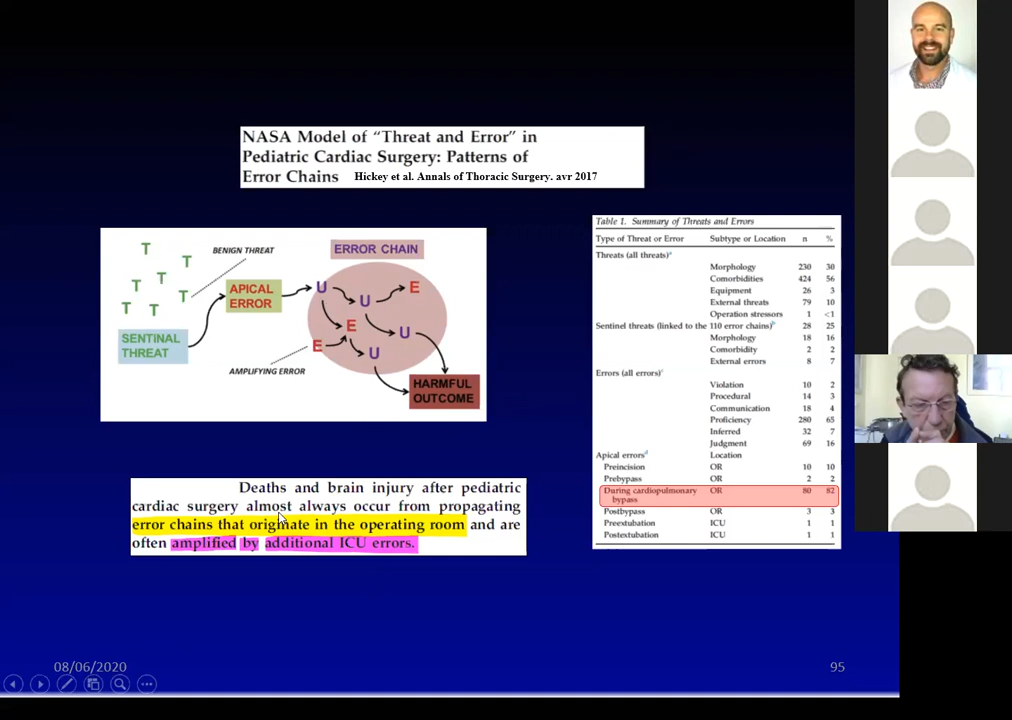 NASA Model of “Threat and Error” in
Pediatric Cardiac Surgery: Patterns of
Error Chains Hickey et al. Annals of Thoracic Surgery. avr 2017
T
T
T
T
T
T
T
BENIGN THREAT
ERROR CHAIN
APICAL
ERROR
U
U
E
E
U
E
U
SENTINAL
THREAT
AMPLIFYING ERROR
HARMFUL
OUTCOME
Deaths and brain injury after pediatric
cardiac surgery almost always occur from propagating
error chains that originate in the operating room and are
often amplified by additional ICU errors.
Table 1. Summary of Threats and Errors
Type of Threat or Error Subtype or Location n %
Threats (all threats)a
Morphology 230 30
Comorbidities 424 56
Equipment 26 3
External threats 79 10
Operation stressors 1 <1
Sentinel threats (linked to the 110 error chains)b 28 25
Morphology 18 16
Comorbidity 2 2
External errors 8 7
Errors (all errors)c
Violation 10 2
Procedural 14 3
Communication 18 4
Proficiency 280 65
Inferred 32 7
Judgment 69 16
Apical errorsd Location
Preincision OR 10 10
Prebypass OR 2 2
During cardiopulmonary OR 80 82
bypass
Postbypass OR 3 3
Preextubation ICU 1 1
Postextubation ICU 1 1
08/06/2020
95